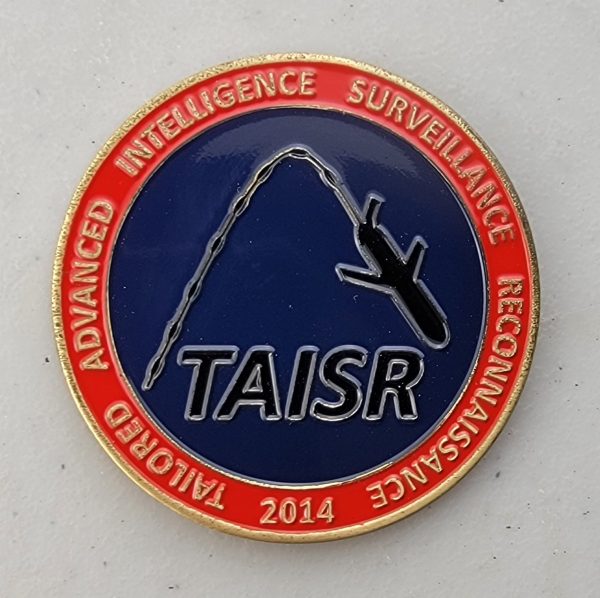 TAILORED ADVANCED INTELLIGENCE SURVEILLANCE RECONNAISSANCE
TAISR
2014